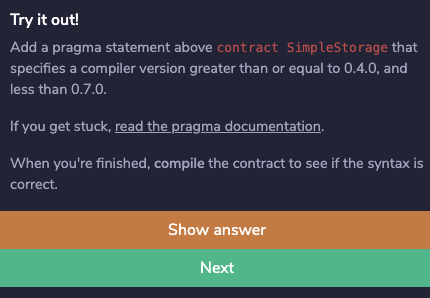 Try it out!
Add a pragma statement above contract SimpleStorage that
specifies a compiler version greater than or equal to 0.4.0, and
less than 0.7.0.
If you get stuck, read the pragma documentation.
When you're finished, compile the contract to see if the syntax is
correct.
Show answer
Next